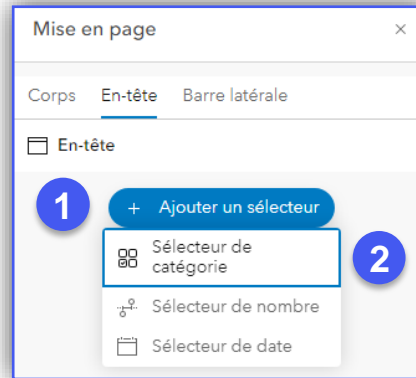 Mise en page
Corps En-tête Barre latérale
En-tête
1
+ Ajouter un sélecteur
Sélecteur de
catégorie
2
Sélecteur de nombre
Sélecteur de date